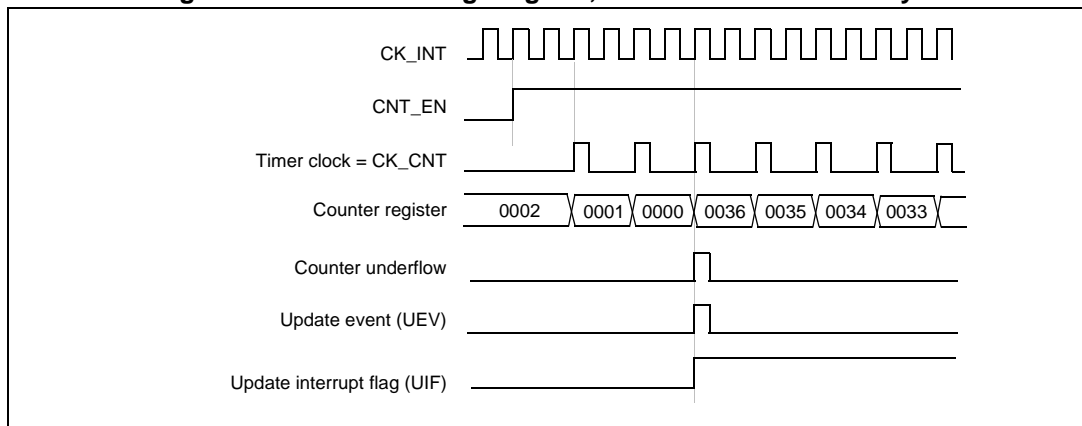 CK_INT
CNT_EN
Timer clock = CK_CNT
Counter register 0002 0001 0000 0036 0035 0034 0033
Counter underflow
Update event (UEV)
Update interrupt flag (UIF)